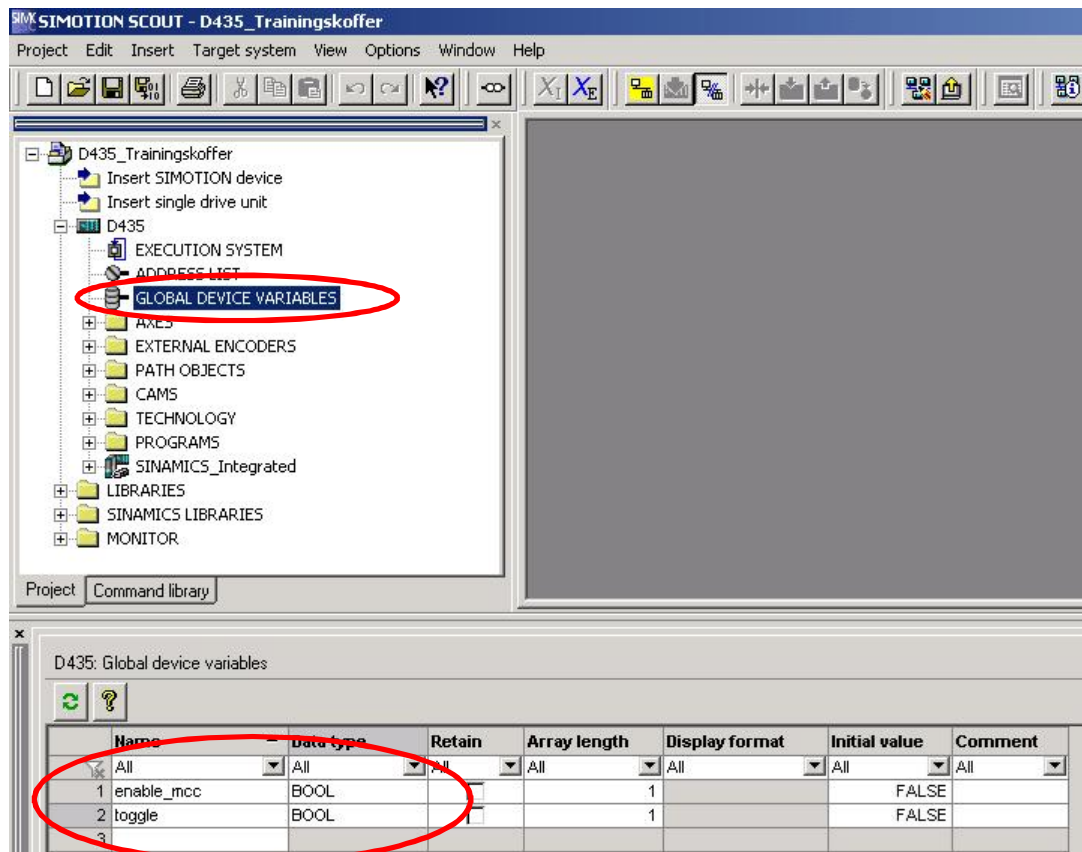 SIMOTION SCOUT - D435_Trainingskoffer
Project Edit Insert Target system View Options Window Help
D435_Trainingskoffer
Insert SIMOTION device
Insert single drive unit
D435
EXECUTION SYSTEM
ADDRESS LIST
GLOBAL DEVICE VARIABLES
AXES
EXTERNAL ENCODERS
PATH OBJECTS
CAMS
TECHNOLOGY
PROGRAMS
SINAMICS_Integrated
LIBRARIES
SINAMICS LIBRARIES
MONITOR
Project Command library
D435: Global device variables
Name Data type Retain Array length Display format Initial value Comment
All All All All All All All
1 enable_mcc BOOL 1 FALSE
2 toggle BOOL 1 FALSE
3